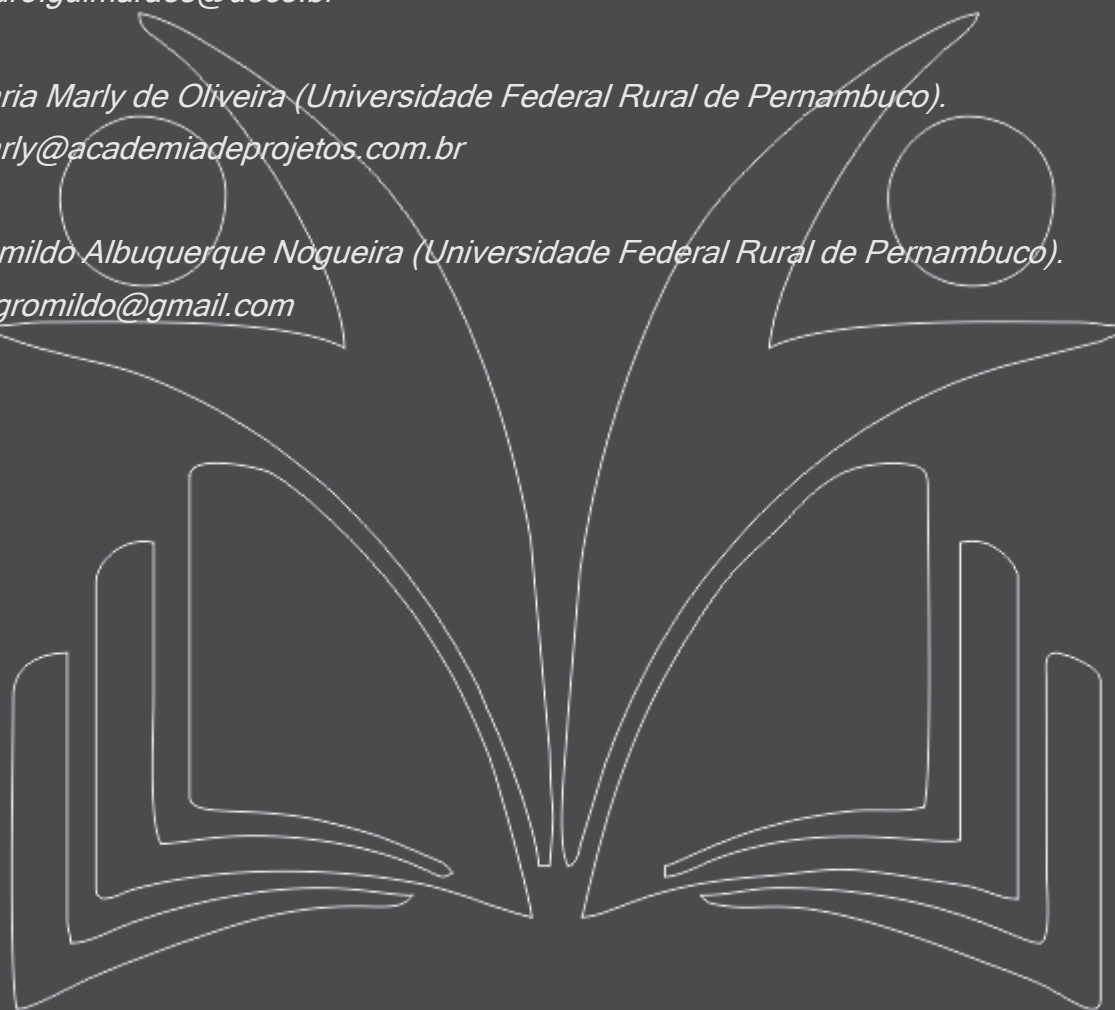 ria Marly de Oliveira (Universidade Federal Rural de Pernambuco).
rly@academiadeprojetos.com.br
mildo Albuquerque Nogueira (Universidade Federal Rural de Pernambuco).
gromildo@gmail.com